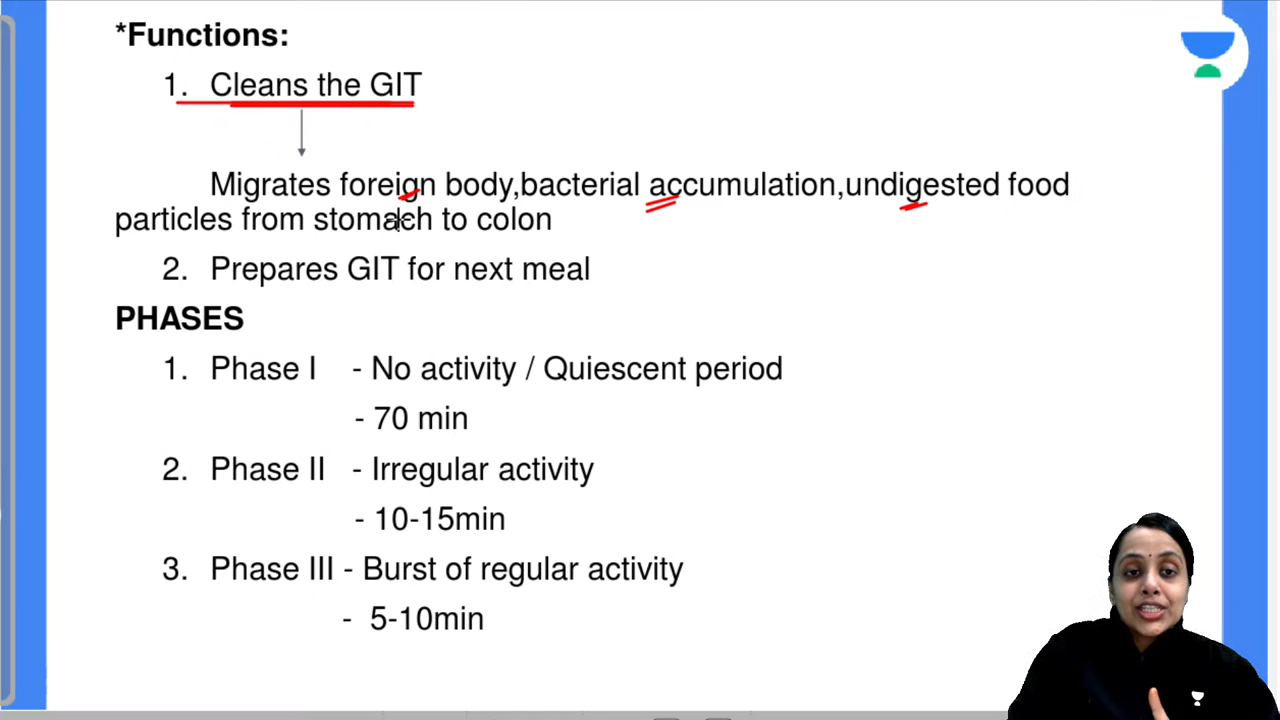 *Functions:
1. Cleans the GIT
Migrates foreign body,bacterial accumulation,undigested food
particles from stomach to colon
2. Prepares GIT for next meal
PHASES
1. Phase I - No activity / Quiescent period
- 70 min
2. Phase II - Irregular activity
- 10-15min
3. Phase III - Burst of regular activity
- 5-10min